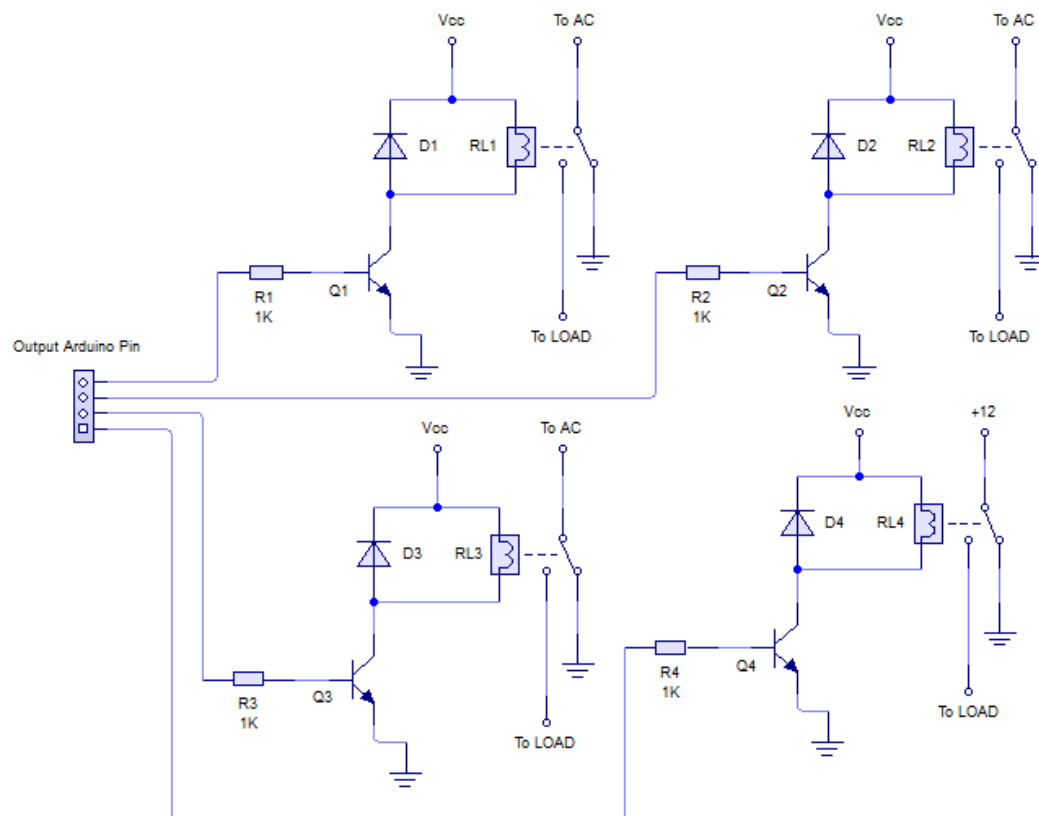 Vcc
To AC
D1
RL1
Q1
R1
1K
To LOAD
Vcc
To AC
D2
RL2
Q2
R2
1K
To LOAD
Output Arduino Pin
Vcc
To AC
D3
RL3
Q3
R3
1K
To LOAD
Vcc
+12
D4
RL4
Q4
R4
1K
To LOAD